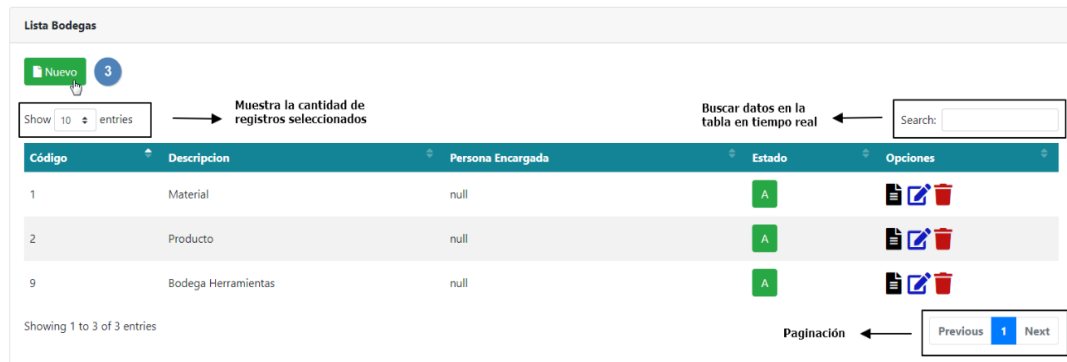 Lista Bodegas
Nuevo 3
Show 10 entries
Muestra la cantidad de
registros seleccionados
Buscar datos en la
tabla en tiempo real
Search:
Código Descripcion Persona Encargada Estado Opciones
1 Material null A
2 Producto null A
9 Bodega Herramientas null A
Showing 1 to 3 of 3 entries
Paginación
Previous 1 Next